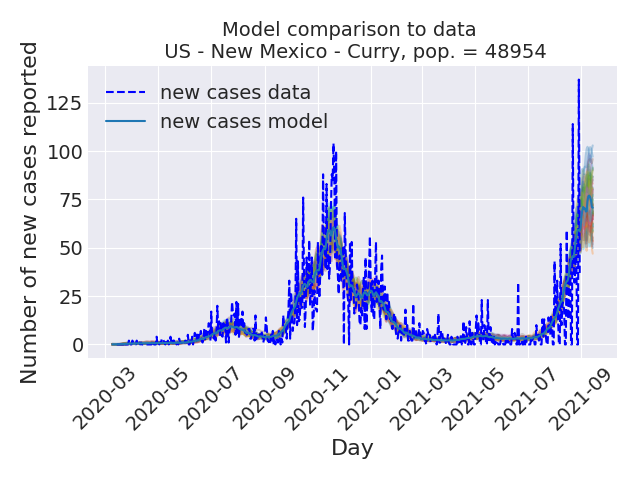 Model comparison to data
US - New Mexico - Curry, pop. = 48954
Number of new cases reported
new cases data
new cases model
125
100
75
50
25
0
2020-03
2020-05
2020-07
2020-09
2020-11
2021-01
2021-03
2021-05
2021-07
2021-09
Day